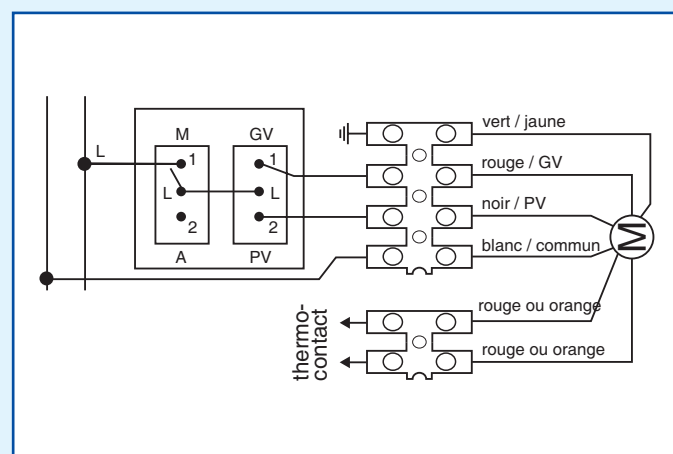 L
M
GV
1
1
L
L
2
2
A
PV
vert / jaune
rouge / GV
noir / PV
blanc / commun
M
rouge ou orange
rouge ou orange
thermo-
contact